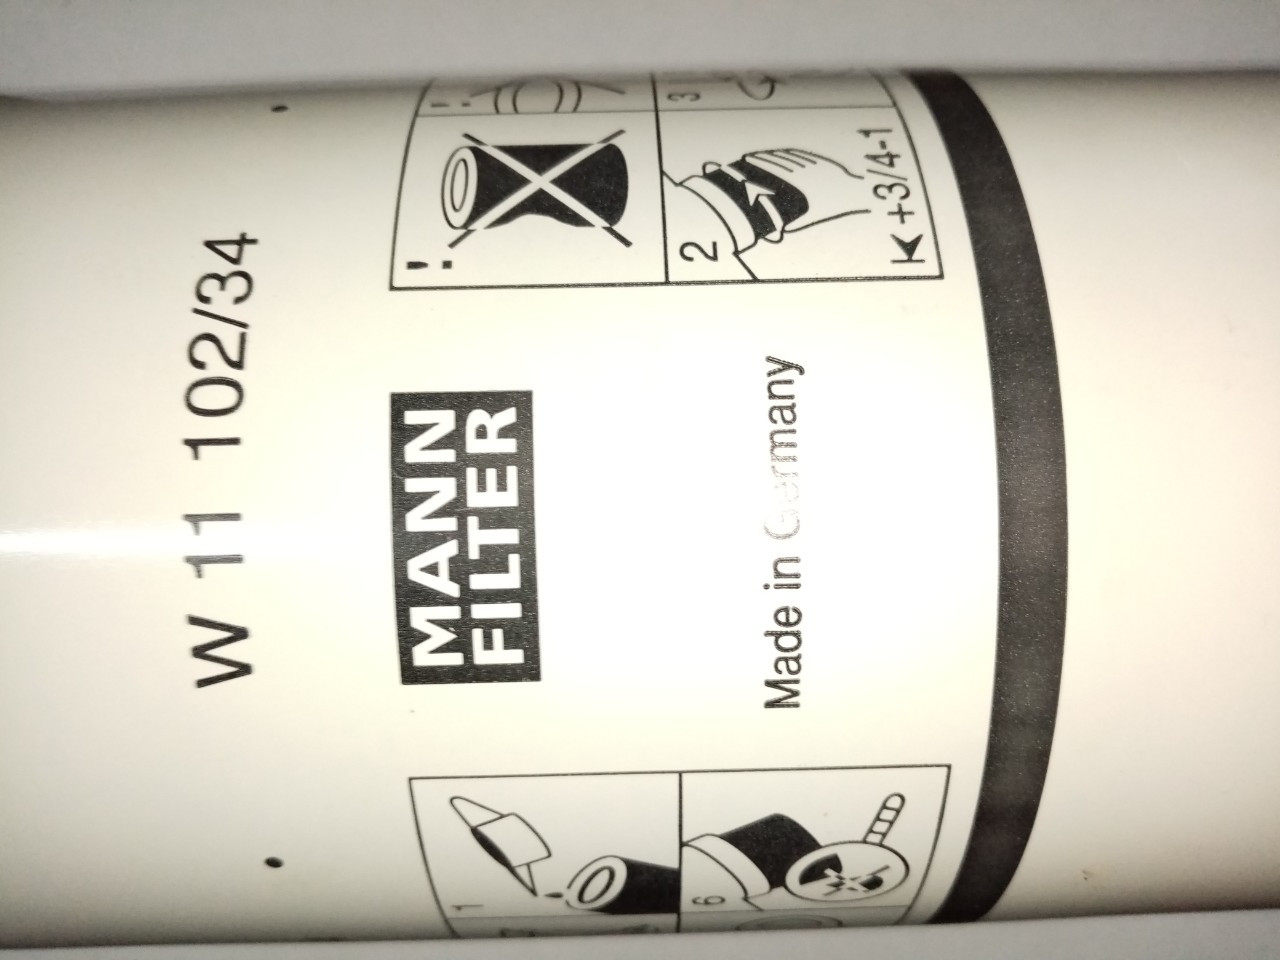 W 11 102/34
MANN
FILTER
Made in Germany
!
2
K +3/4-1
!
3
1
6